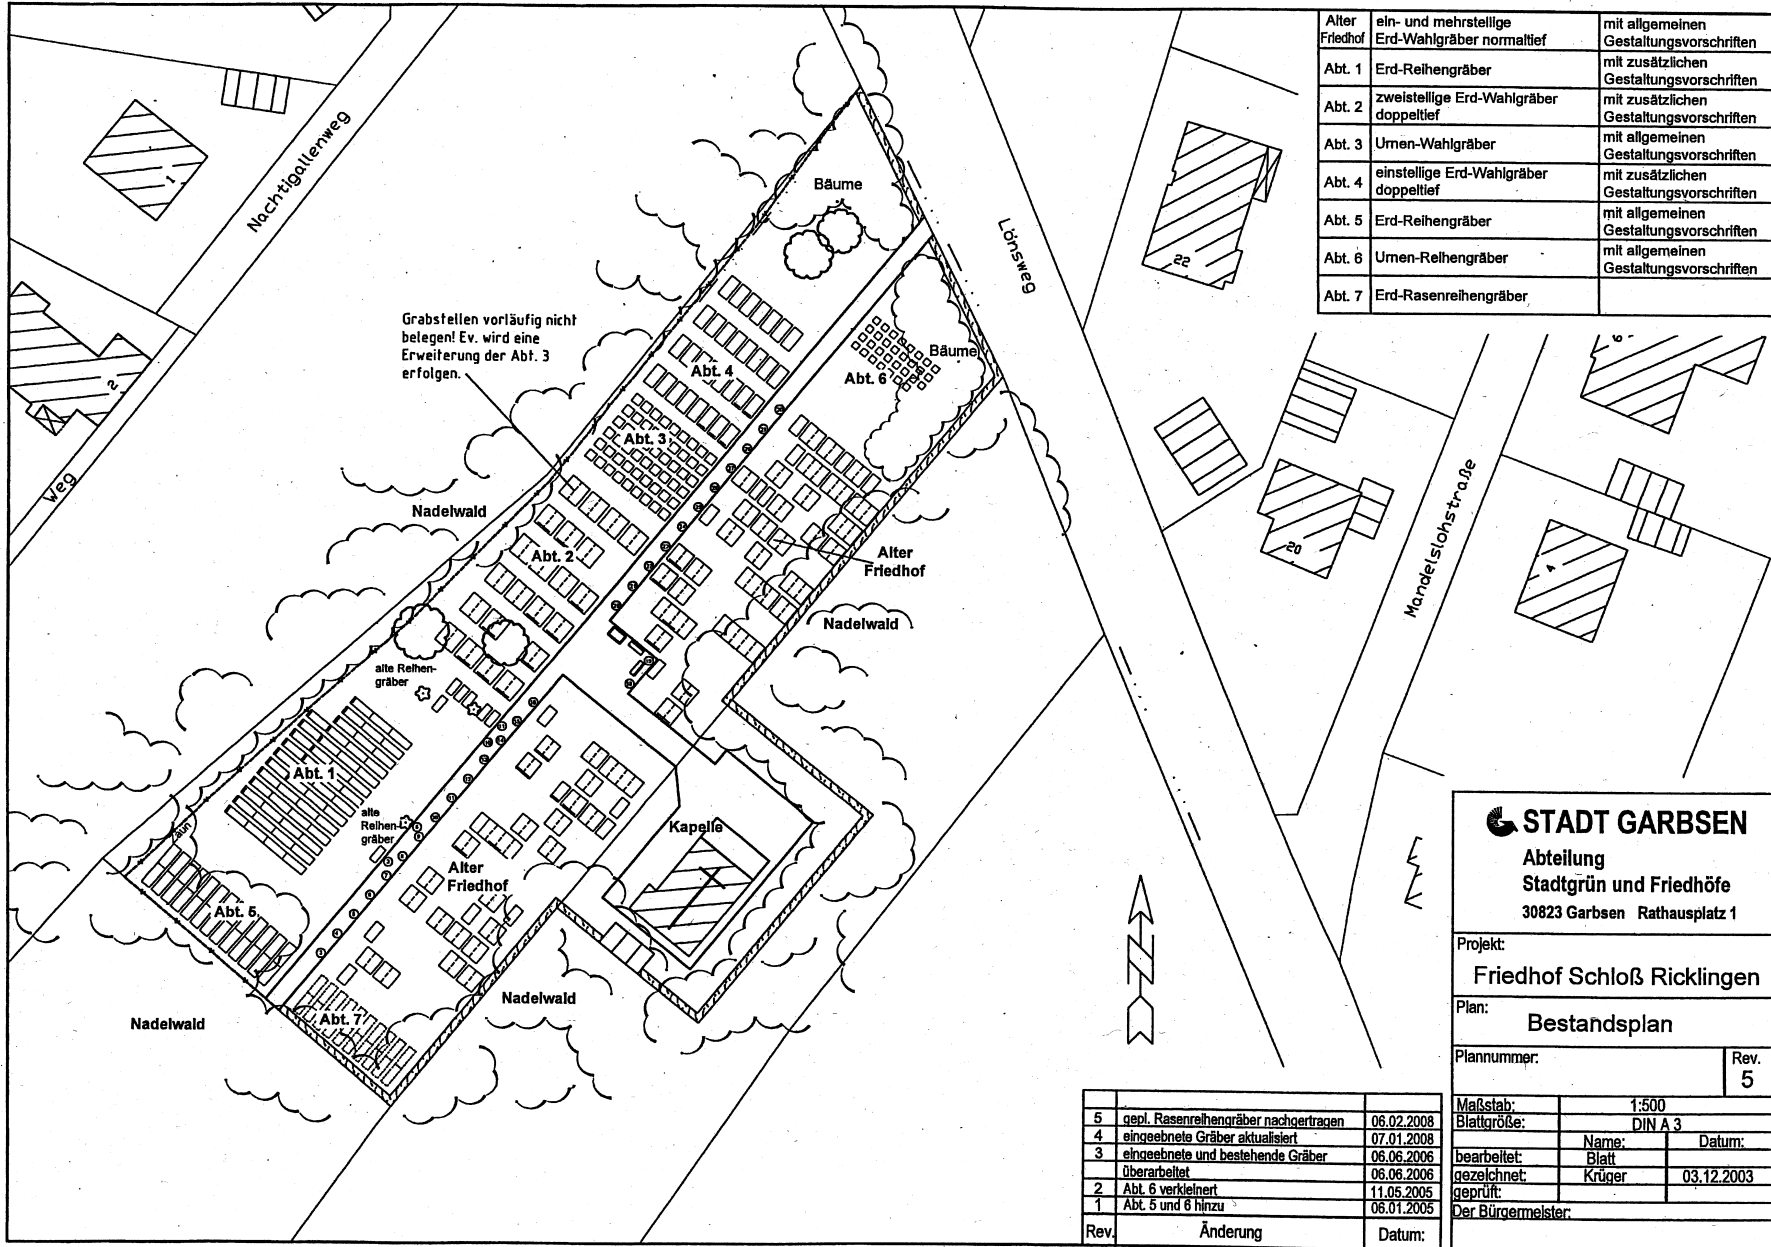 Alter Friedhof ein- und mehrstellige Erd-Wahlgräber normaltief mit allgemeinen Gestaltungsvorschriften
Abt. 1 Erd-Reihengräber mit zusätzlichen Gestaltungsvorschriften
Abt. 2 zweistellige Erd-Wahlgräber doppeltief mit zusätzlichen Gestaltungsvorschriften
Abt. 3 Urnen-Wahlgräber mit allgemeinen Gestaltungsvorschriften
Abt. 4 einstellige Erd-Wahlgräber doppeltief mit zusätzlichen Gestaltungsvorschriften
Abt. 5 Erd-Reihengräber mit allgemeinen Gestaltungsvorschriften
Abt. 6 Urnen-Reihengräber mit allgemeinen Gestaltungsvorschriften
Abt. 7 Erd-Rasenreihengräber
Nachtigallenweg
1
2
weg
Lönsweg
22
6
20
4
Mandelslohstraße
Bäume
Grabstellen vorläufig nicht
belegen! Ev. wird eine
Erweiterung der Abt. 3
erfolgen.
Abt. 4
Abt. 6
Bäume
Abt. 3
Nadelwald
Abt. 2
Alter
Friedhof
Nadelwald
alte Reihen-
gräber
Abt. 1
alte
Reihen-
gräber
Kapelle
Zaun
Alter
Friedhof
Abt. 5
Nadelwald
Abt. 7
Nadelwald
N
STADT GARBSEN
Abteilung
Stadtgrün und Friedhöfe
30823 Garbsen Rathausplatz 1
Projekt:
Friedhof Schloß Ricklingen
Plan:
Bestandsplan
Plannummer:
Rev.
5
Maßstab: 1:500
Blattgröße: DIN A 3
Name: Datum:
bearbeitet: Blatt
gezeichnet: Krüger 03.12.2003
geprüft:
Der Bürgermeister:
5 gepl. Rasenreihengräber nachgertragen 06.02.2008
4 eingeebnete Gräber aktualisiert 07.01.2008
3 eingeebnete und bestehende Gräber 06.06.2006
überarbeitet 06.06.2006
2 Abt. 6 verkleinert 11.05.2005
1 Abt. 5 und 6 hinzu 06.01.2005
Rev. Änderung Datum: